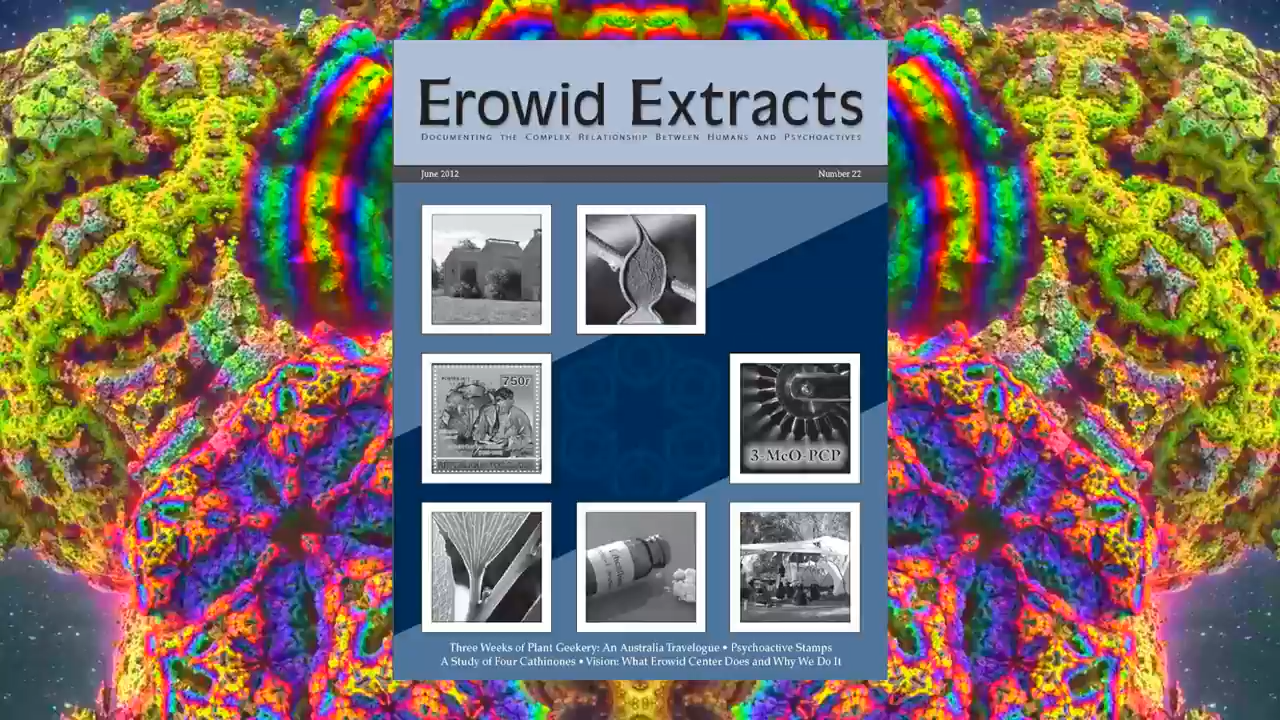 Erowid Extracts
Documenting the Complex Relationship Between Humans and Psychoactives
June 2012
Number 22
750F
3-MeO-PCP
Three Weeks of Plant Geekery: An Australia Travelogue • Psychoactive Stamps
A Study of Four Cathinones • Vision: What Erowid Center Does and Why We Do It